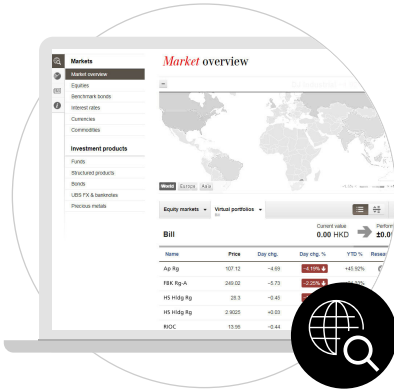 Markets
Market overview
Equities
Benchmark bonds
Interest rates
Currencies
Commodities
Investment products
Funds
Structured products
Bonds
UBS FX & banknotes
Precious metals
Market overview
World Europe Asia
Equity markets Virtual portfolios
Bill
Current value
0.00 HKD
Name Price Day chg. Day chg. % YTD %
Ap Rg 107.12 −4.69 −4.19% +45.92%
FBK Rg-A 249.02 −5.73 −2.25%
HS Hldg Rg 20.3 −0.43
HS Hldg Rg 2.9025 +0.03
RIOC 13.95 −0.44